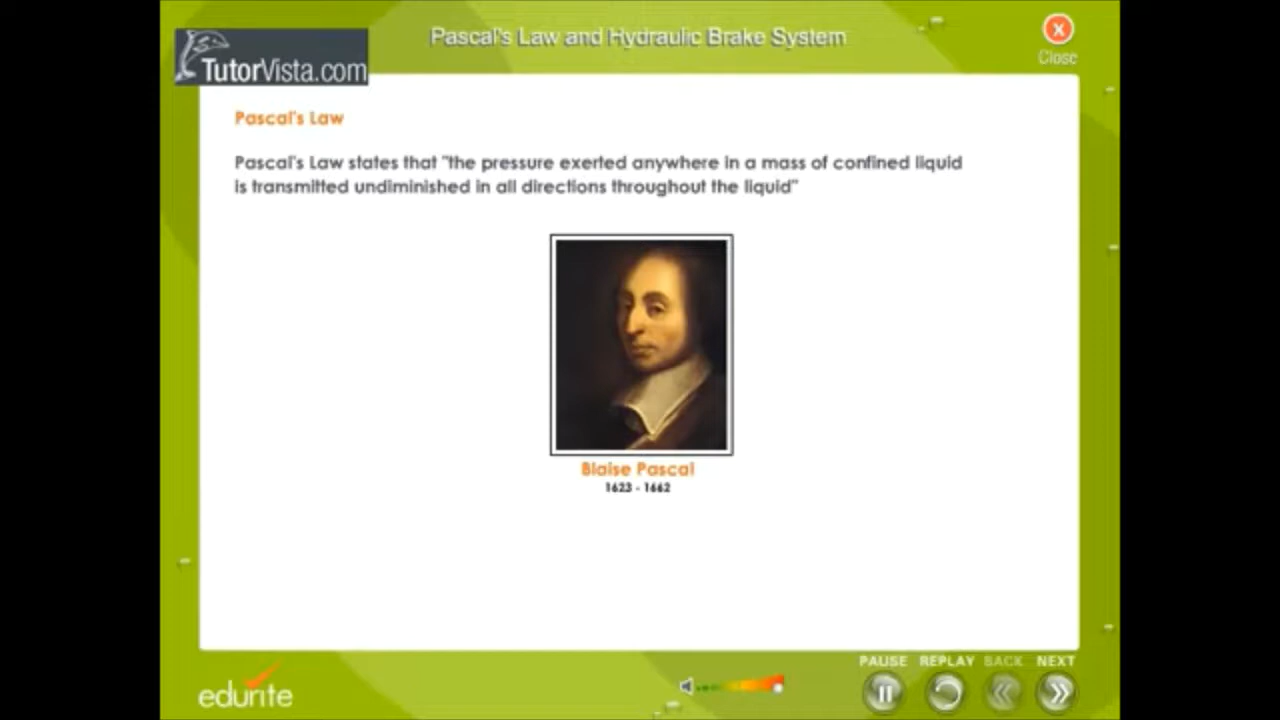 Pascal's Law and Hydraulic Brake System
Close
TutorVista.com
Pascal's Law
Pascal's Law states that "the pressure exerted anywhere in a mass of confined liquid
is transmitted undiminished in all directions throughout the liquid"
Blaise Pascal
1623 - 1662
PAUSE REPLAY BACK NEXT
edurite